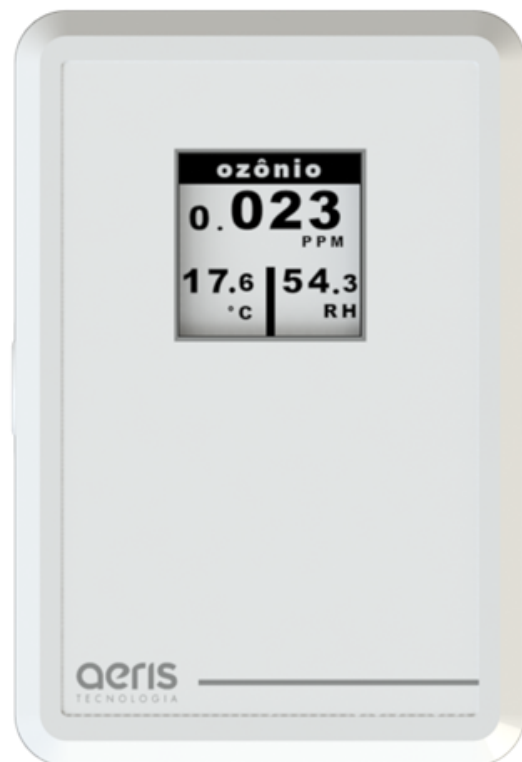 ozônio
0.023
PPM
17.6 54.3
°C RH
aeris
TECNOLOGIA